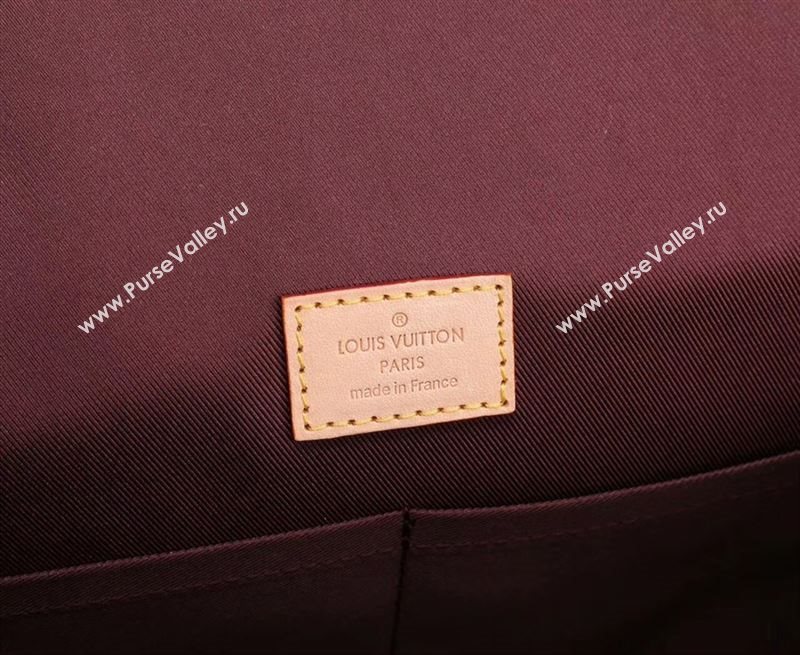 www.PurseValley.ru
www.PurseValley.ru
®
LOUIS VUITTON
PARIS
made in France